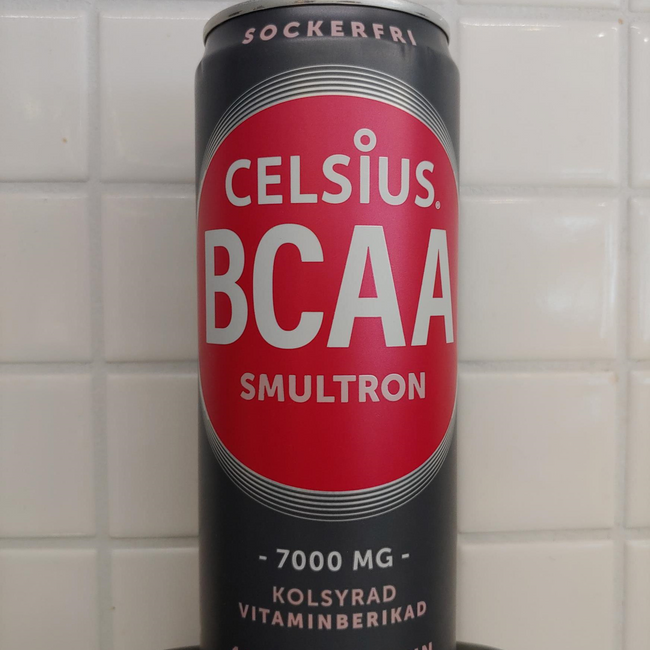 SOCKERFRI
CELSIUS®
BCAA
SMULTRON
- 7000 MG -
KOLSYRAD
VITAMINBERIKAD